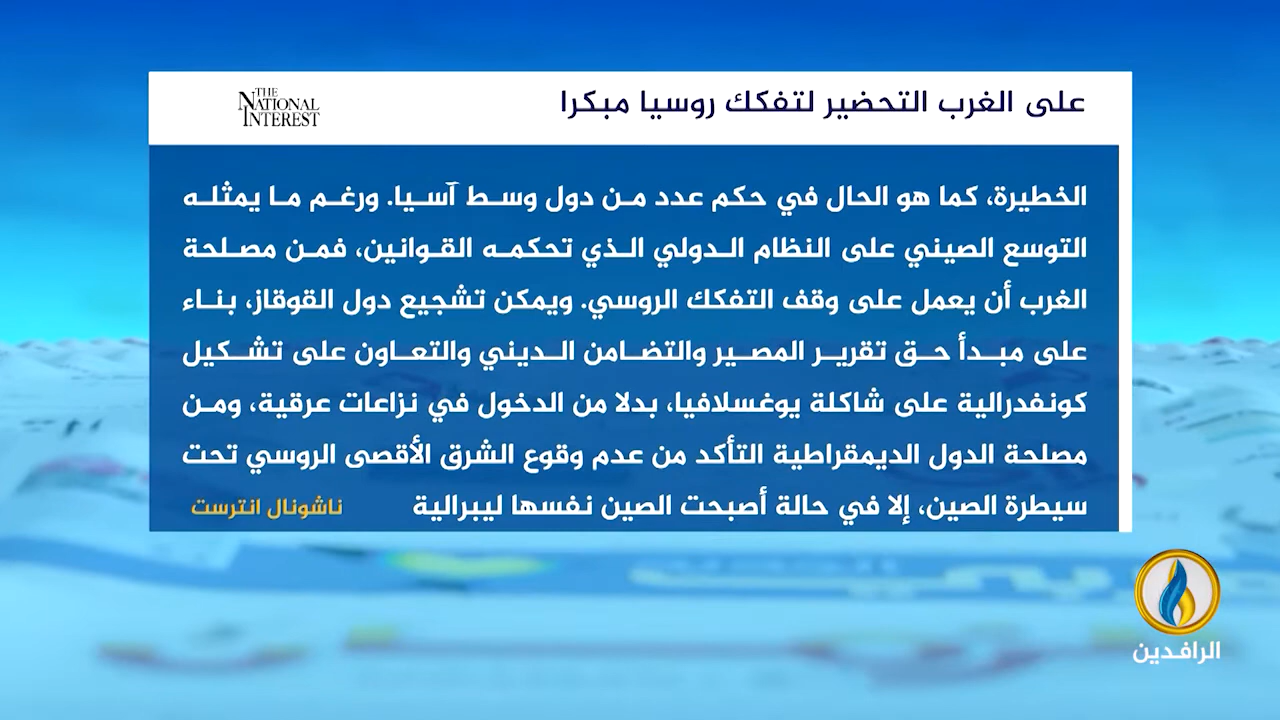 على الغرب التحضير لتفكك روسيا مبكرا
THE
NATIONAL
INTEREST
الخطيرة، كما هو الحال في حكم عدد من دول وسط آسيا. ورغم ما يمثله
التوسع الصيني على النظام الدولي الذي تحكمه القوانين، فمن مصلحة
الغرب أن يعمل على وقف التفكك الروسي. ويمكن تشجيع دول القوقاز، بناء
على مبدأ حق تقرير المصير والتضامن الديني والتعاون على تشكيل
كونفدرالية على شاكلة يوغسلافيا، بدلا من الدخول في نزاعات عرقية، ومن
مصلحة الدول الديمقراطية التأكد من عدم وقوع الشرق الأقصى الروسي تحت
سيطرة الصين، إلا في حالة أصبحت الصين نفسها ليبرالية
ناشونال انترست
الرافدين